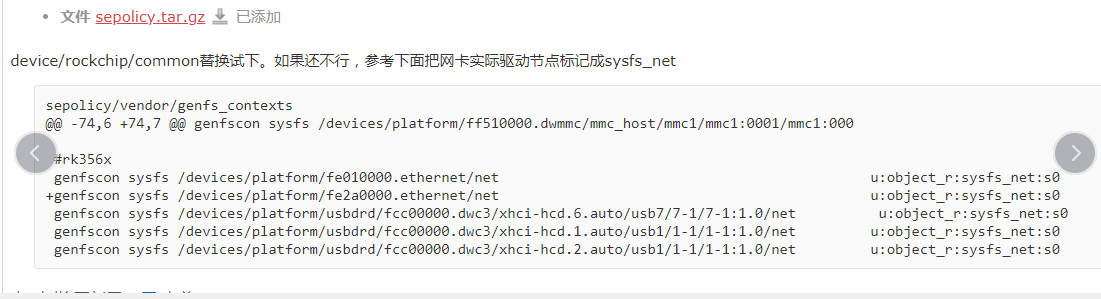 文件 sepolicy.tar.gz 已添加
device/rockchip/common替换试下。如果还不行，参考下面把网卡实际驱动节点标记成sysfs_net
sepolicy/vendor/genfs_contexts
@@ -74,6 +74,7 @@ genfscon sysfs /devices/platform/ff510000.dwmmc/mmc_host/mmc1/mmc1:0001/mmc1:000
#rk356x
genfscon sysfs /devices/platform/fe010000.ethernet/net u:object_r:sysfs_net:s0
+genfscon sysfs /devices/platform/fe2a0000.ethernet/net u:object_r:sysfs_net:s0
genfscon sysfs /devices/platform/usbdrd/fcc00000.dwc3/xhci-hcd.6.auto/usb7/7-1/7-1:1.0/net u:object_r:sysfs_net:s0
genfscon sysfs /devices/platform/usbdrd/fcc00000.dwc3/xhci-hcd.1.auto/usb1/1-1/1-1:1.0/net u:object_r:sysfs_net:s0
genfscon sysfs /devices/platform/usbdrd/fcc00000.dwc3/xhci-hcd.2.auto/usb1/1-1/1-1:1.0/net u:object_r:sysfs_net:s0